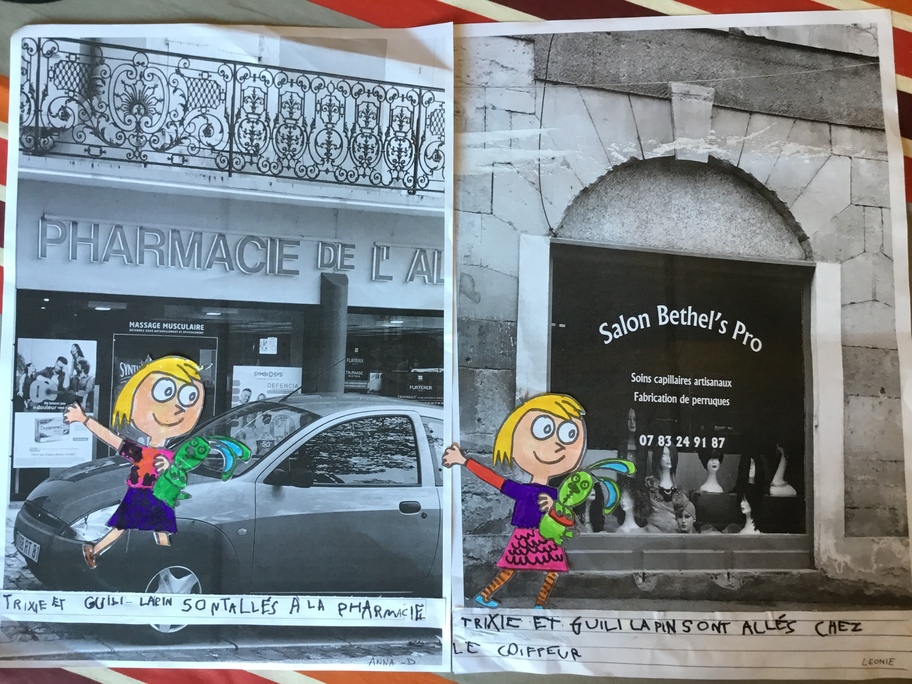 PHARMACIE DE L'AL
MASSAGE MUSCULAIRE
SYMBIOSYS
DEFENCIA
TRIXIE ET GUILI-LAPIN SONT ALLÉS À LA PHARMACIE
ANNA-D
Salon Bethel's Pro
Soins capillaires artisanaux
Fabrication de perruques
07 83 24 91 87
TRIXIE ET GUILI LAPIN SONT ALLÉS CHEZ
LE COIFFEUR
LEONIE